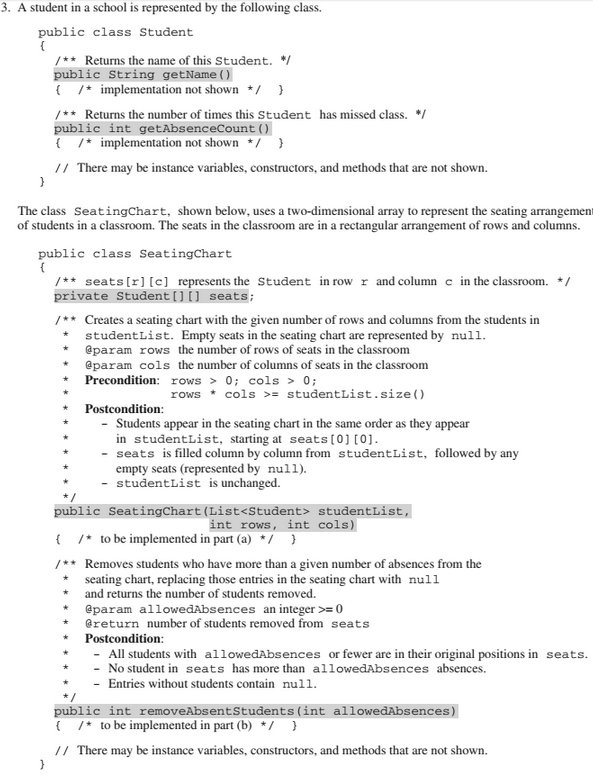 3. A student in a school is represented by the following class.
public class Student
{
/** Returns the name of this Student. */
public String getName()
{ /* implementation not shown */ }
/** Returns the number of times this Student has missed class. */
public int getAbsenceCount()
{ /* implementation not shown */ }
// There may be instance variables, constructors, and methods that are not shown.
}
The class SeatingChart, shown below, uses a two-dimensional array to represent the seating arrangement
of students in a classroom. The seats in the classroom are in a rectangular arrangement of rows and columns.
public class SeatingChart
{
/** seats[r][c] represents the Student in row r and column c in the classroom. */
private Student[][] seats;
/** Creates a seating chart with the given number of rows and columns from the students in
* studentList. Empty seats in the seating chart are represented by null.
* @param rows the number of rows of seats in the classroom
* @param cols the number of columns of seats in the classroom
* Precondition: rows > 0; cols > 0;
* rows * cols >= studentList.size()
* Postcondition:
* - Students appear in the seating chart in the same order as they appear
* in studentList, starting at seats[0][0].
* - seats is filled column by column from studentList, followed by any
* empty seats (represented by null).
* - studentList is unchanged.
*/
public SeatingChart(List<Student> studentList,
int rows, int cols)
{ /* to be implemented in part (a) */ }
/** Removes students who have more than a given number of absences from the
* seating chart, replacing those entries in the seating chart with null
* and returns the number of students removed.
* @param allowedAbsences an integer >= 0
* @return number of students removed from seats
* Postcondition:
* - All students with allowedAbsences or fewer are in their original positions in seats.
* - No student in seats has more than allowedAbsences absences.
* - Entries without students contain null.
*/
public int removeAbsentStudents(int allowedAbsences)
{ /* to be implemented in part (b) */ }
// There may be instance variables, constructors, and methods that are not shown.
}